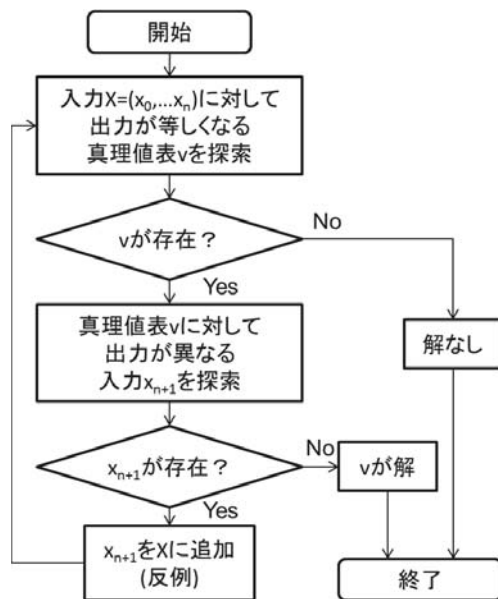 開始
入力X=(x0,...xn)に対して
出力が等しくなる
真理値表vを探索
vが存在？
No
Yes
真理値表vに対して
出力が異なる
入力xn+1を探索
解なし
xn+1が存在？
No
vが解
Yes
xn+1をXに追加
(反例)
終了